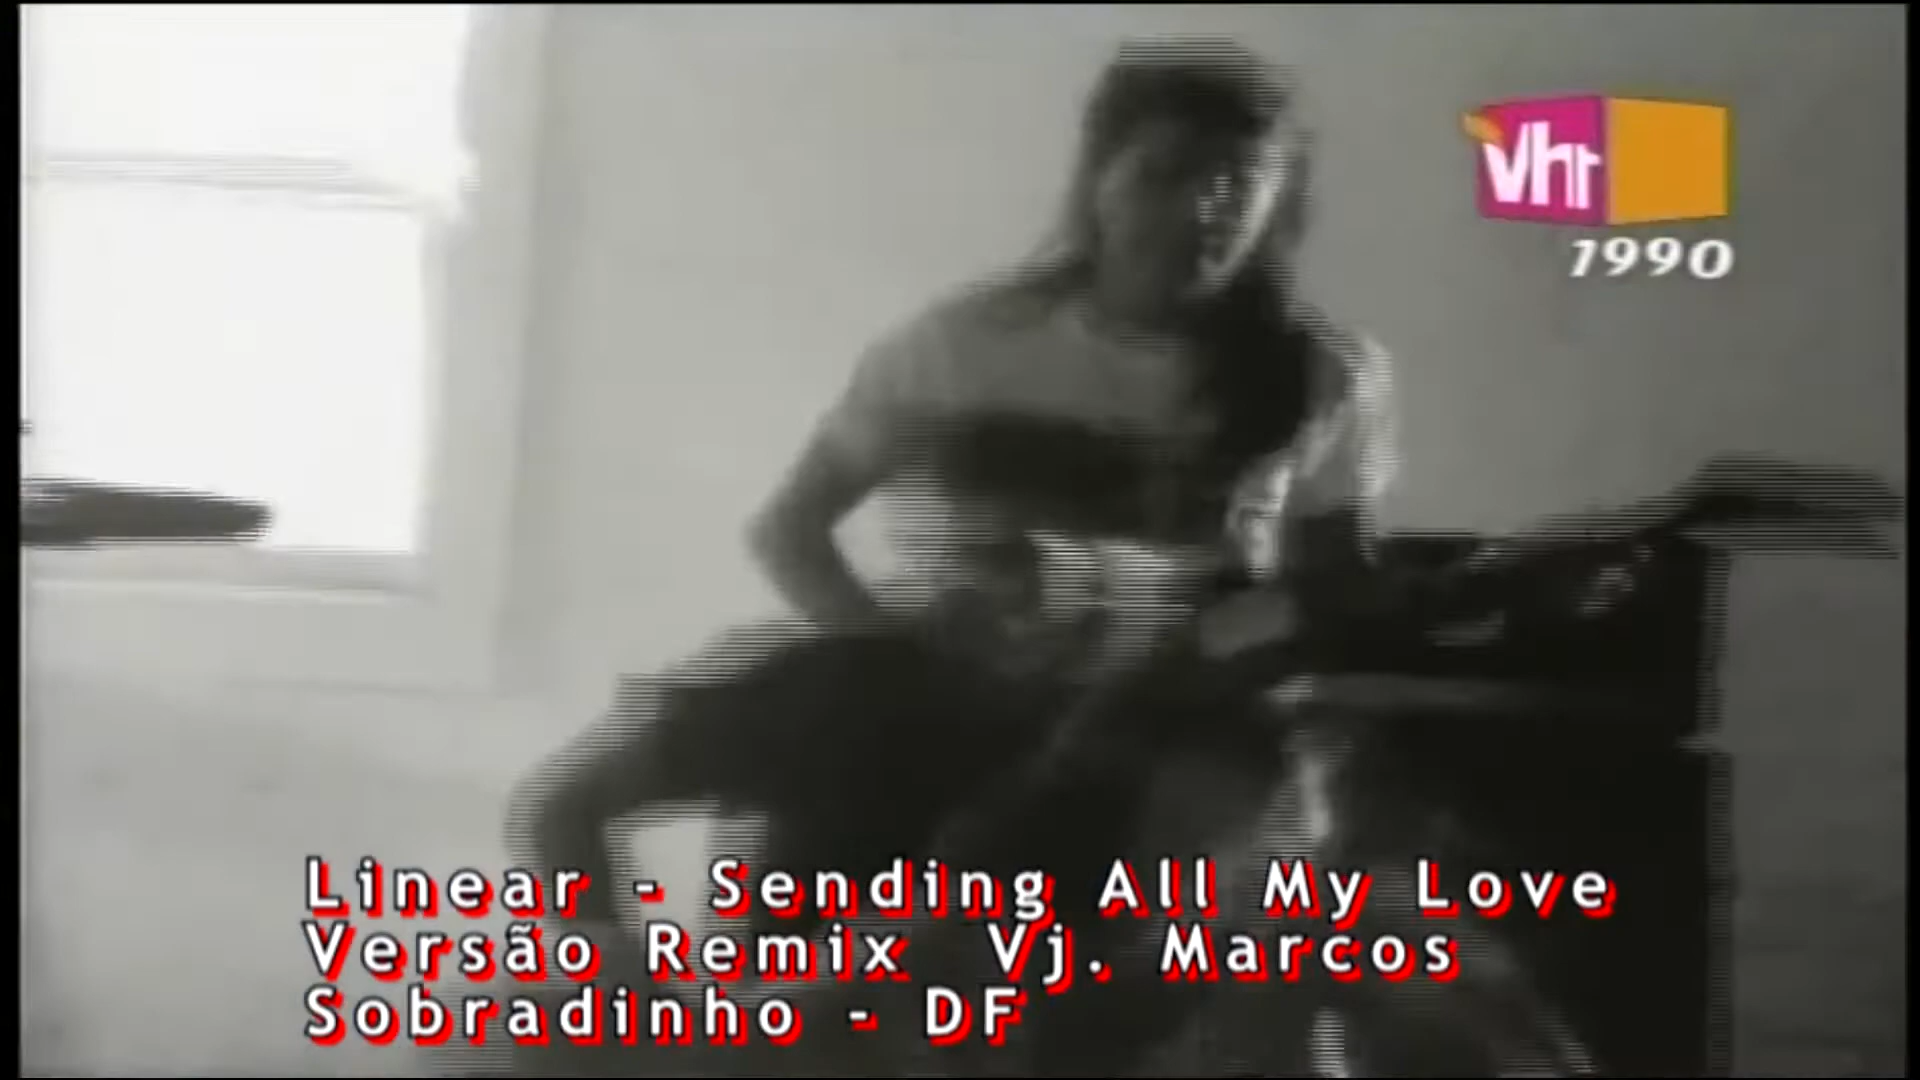 vh1
1990
Linear - Sending All My Love
Versão Remix Vj. Marcos
Sobradinho - DF